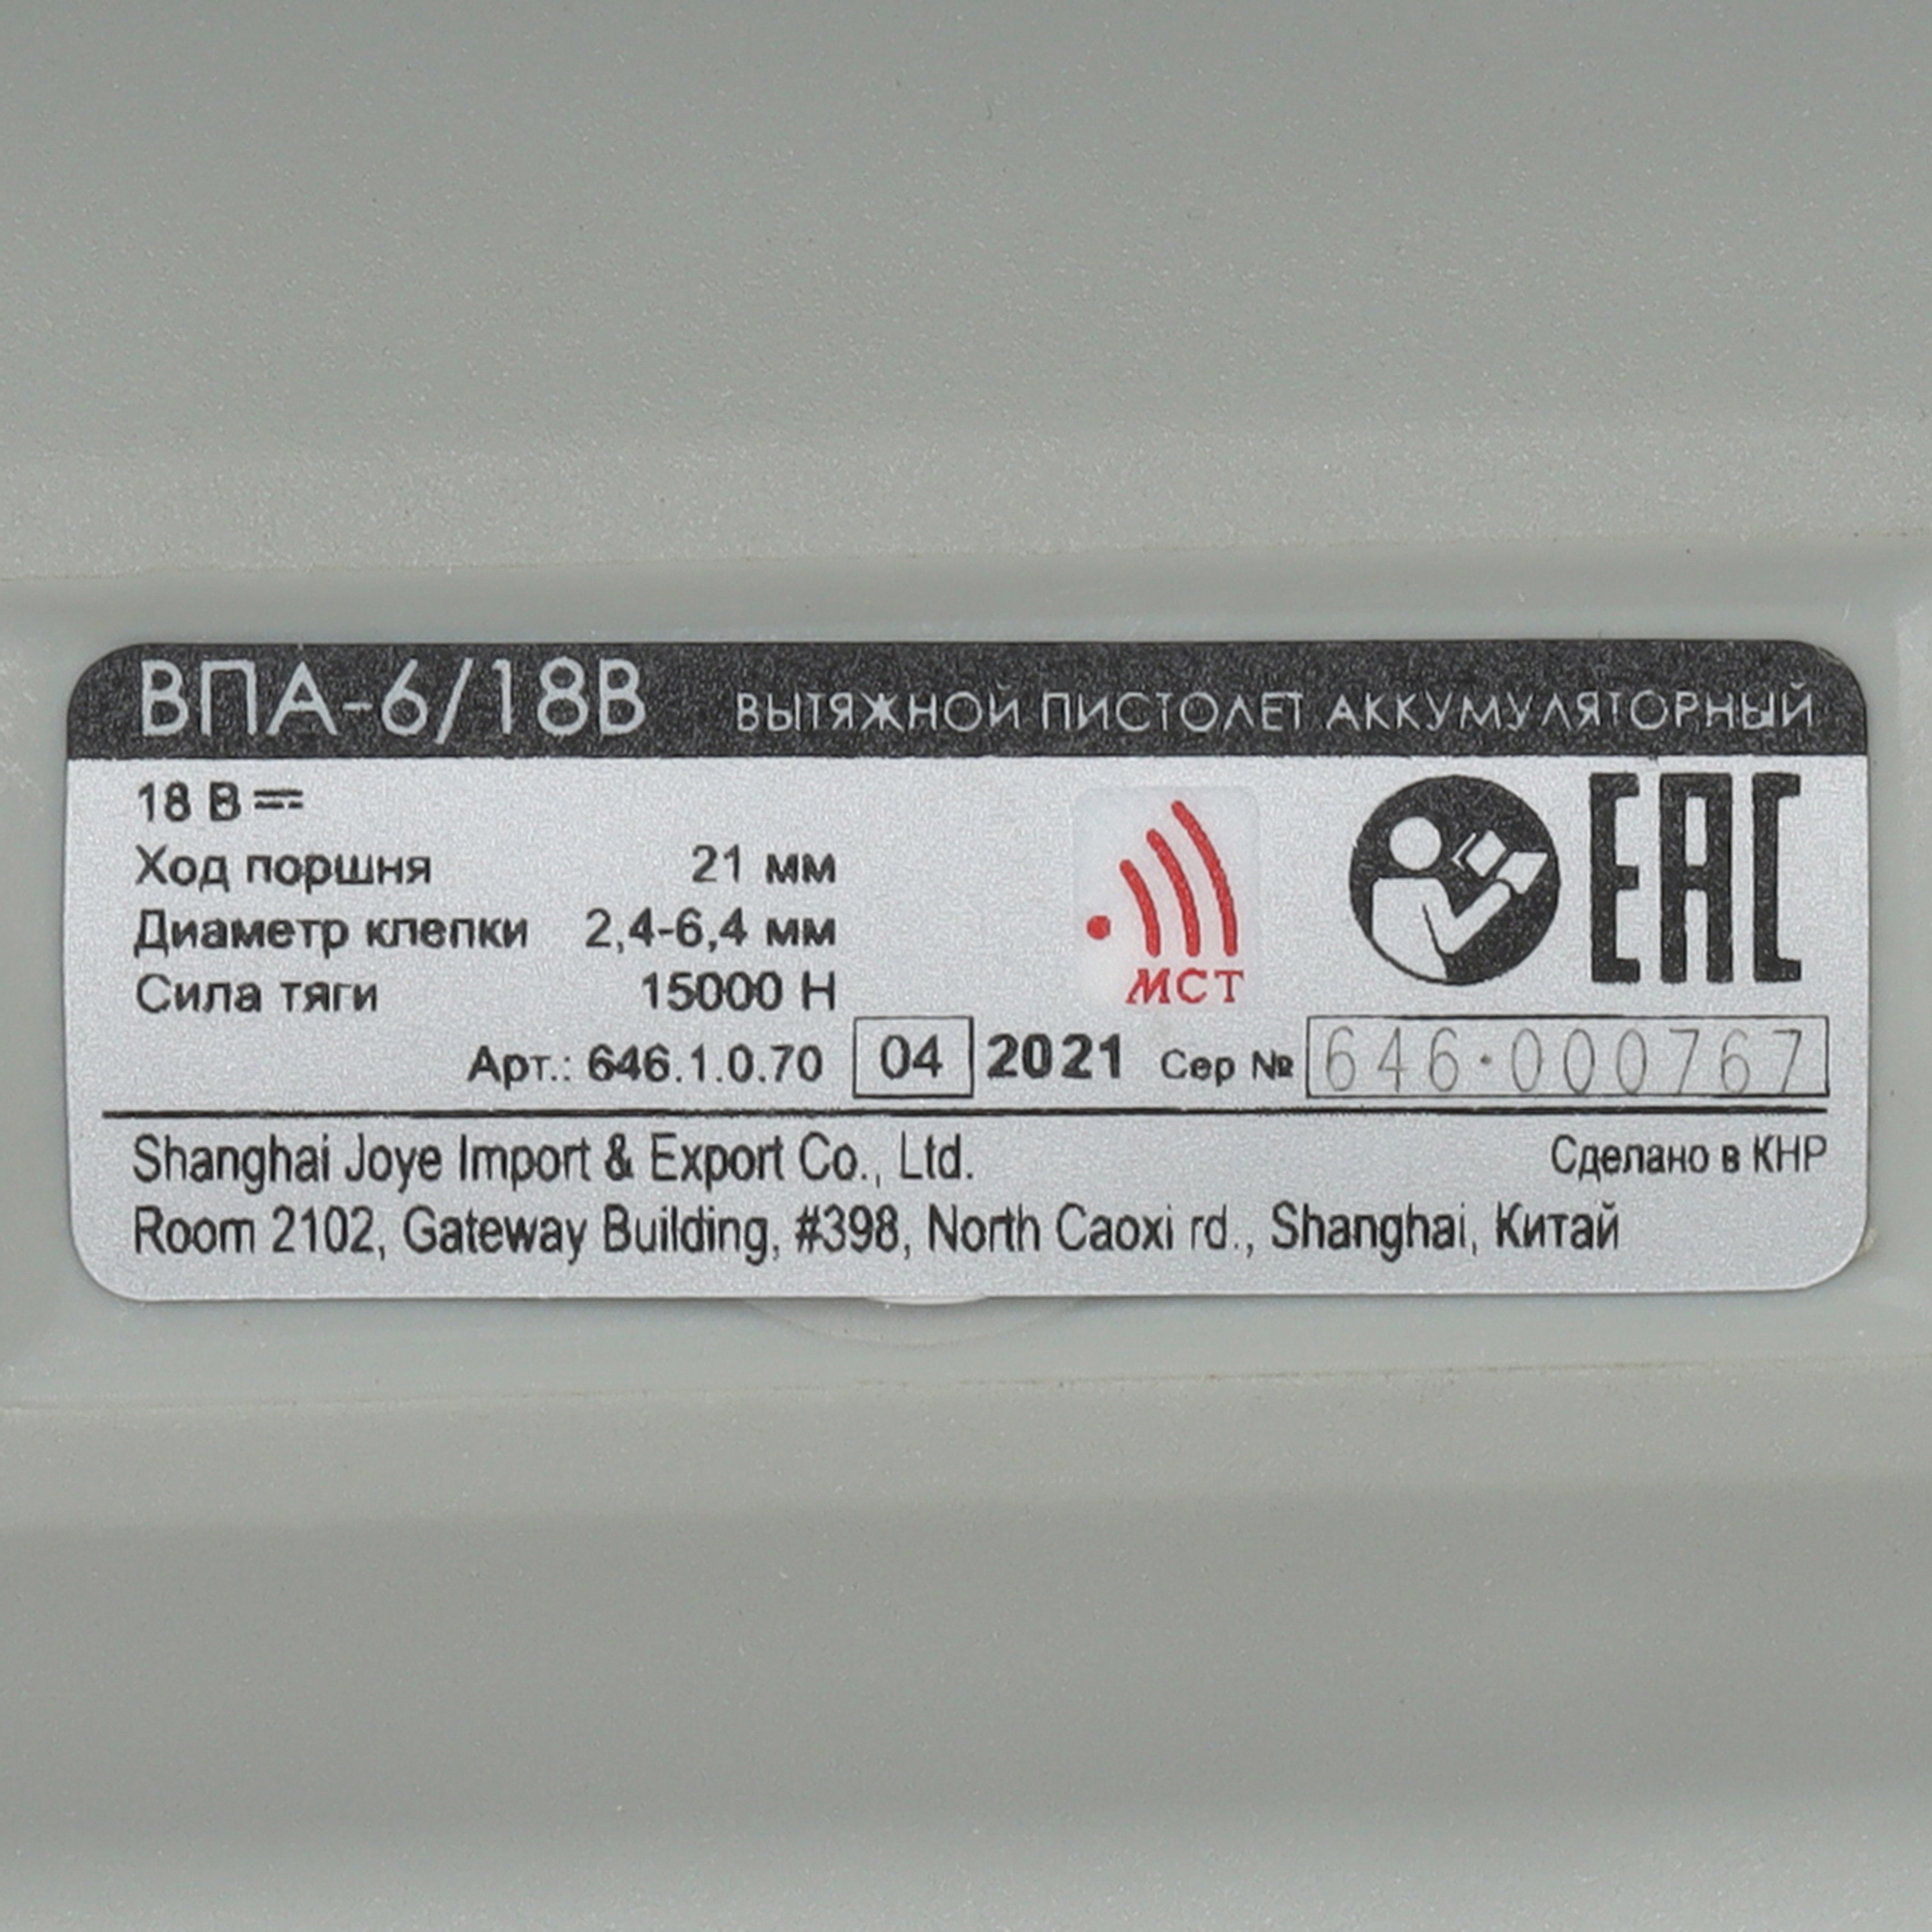 ВПА-6/18В ВЫТЯЖНОЙ ПИСТОЛЕТ АККУМУЛЯТОРНЫЙ
18 В
Ход поршня 21 мм
Диаметр клепки 2,4-6,4 мм
Сила тяги 15000 Н
МСТ
EAC
Арт.: 646.1.0.70 04 2021 Сер № 646·000767
Shanghai Joye Import & Export Co., Ltd. Сделано в КНР
Room 2102, Gateway Building, #398, North Caoxi rd., Shanghai, Китай